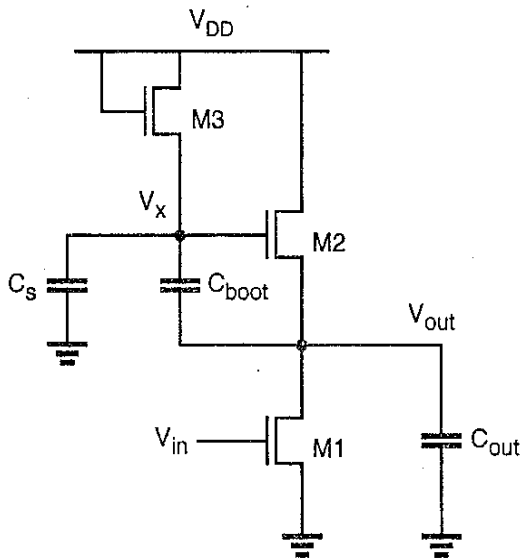 V_DD
M3
V_x
M2
C_s
C_boot
V_out
V_in
M1
C_out